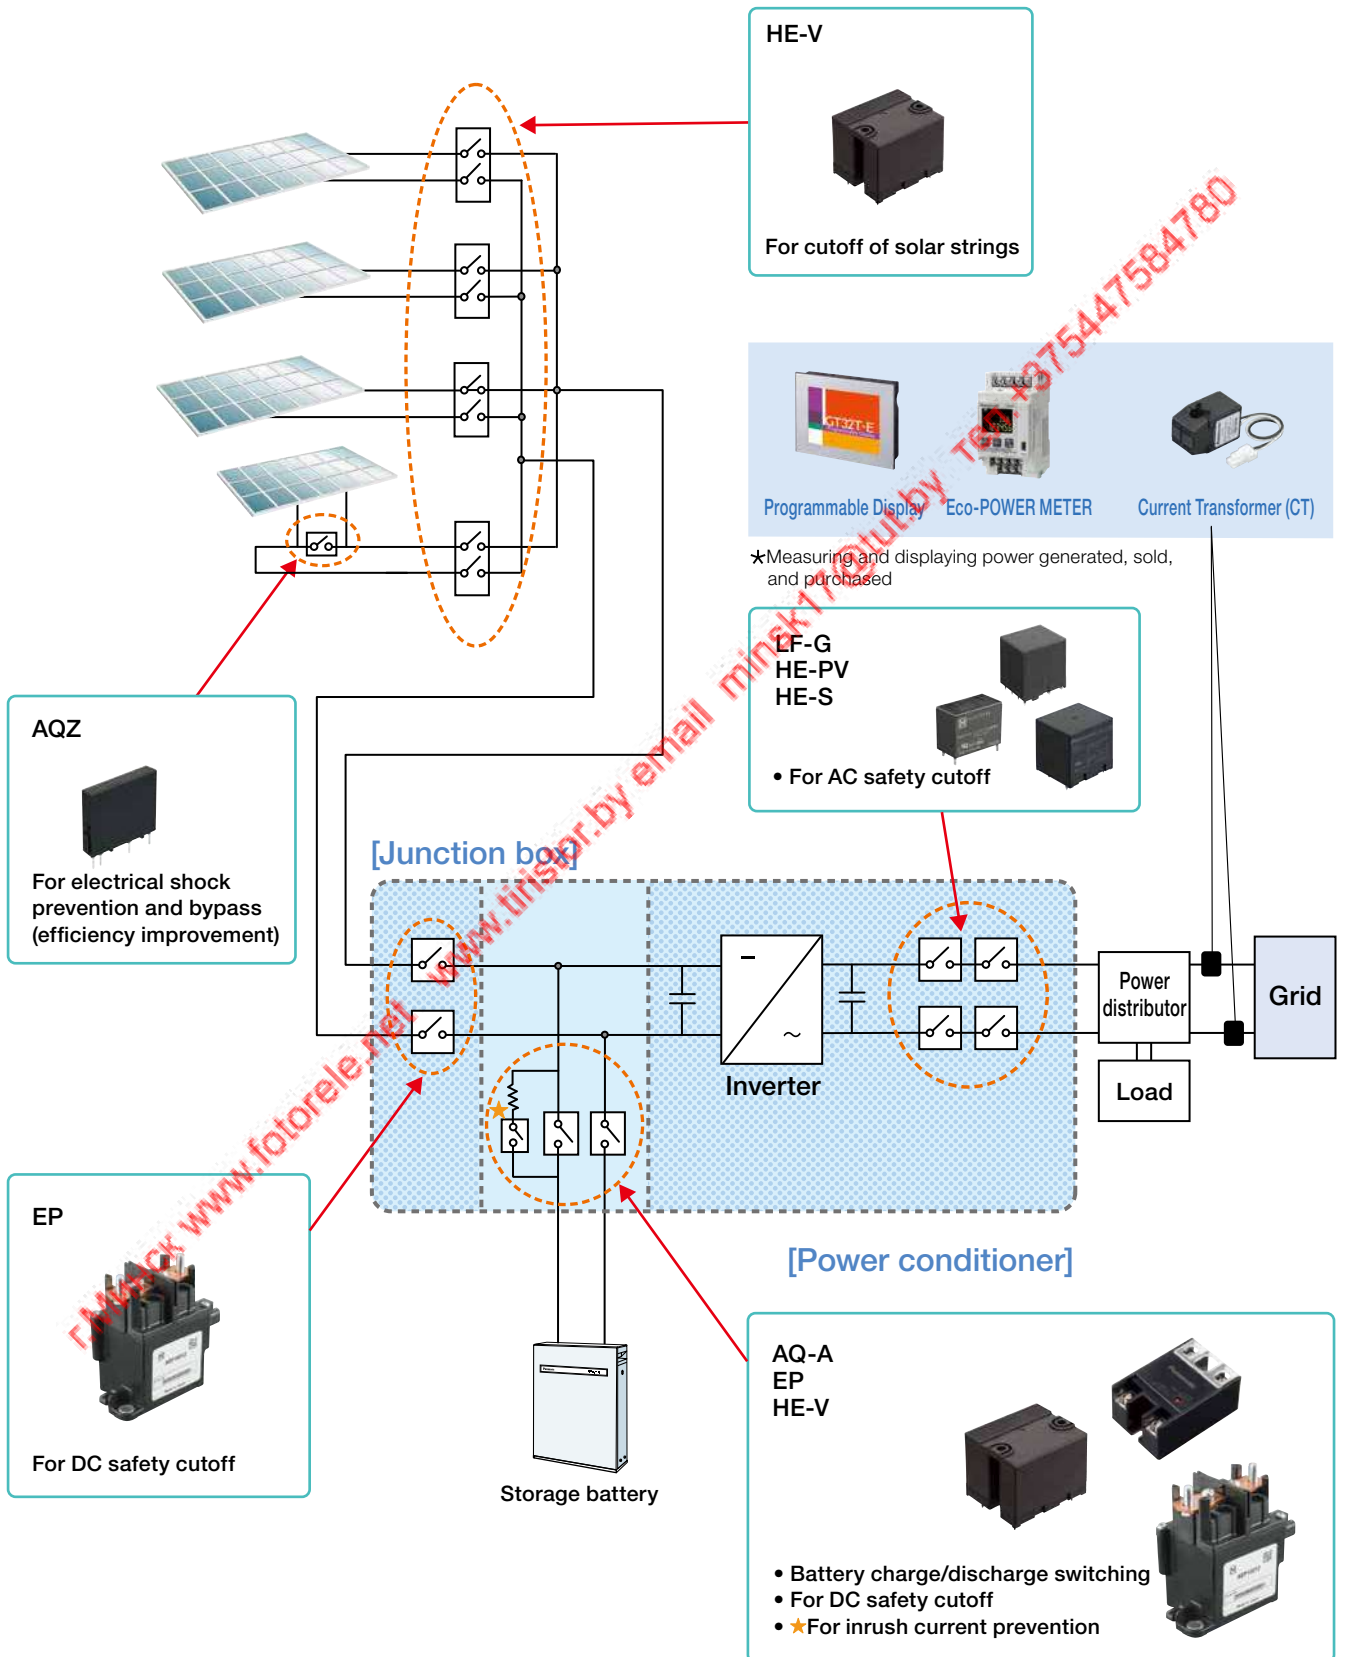 HE-V
For cutoff of solar strings
GT32T-E
Programmable Display
Eco-POWER METER
Current Transformer (CT)
*Measuring and displaying power generated, sold,
and purchased
LF-G
HE-PV
HE-S
• For AC safety cutoff
AQZ
For electrical shock
prevention and bypass
(efficiency improvement)
[Junction box]
Inverter
Power
distributor
Load
Grid
EP
For DC safety cutoff
[Power conditioner]
Storage battery
AQ-A
EP
HE-V
• Battery charge/discharge switching
• For DC safety cutoff
• ★For inrush current prevention
г.Минск www.fotorele.net www.tiristor.by email minsk17@tut.by тел.+375447584780